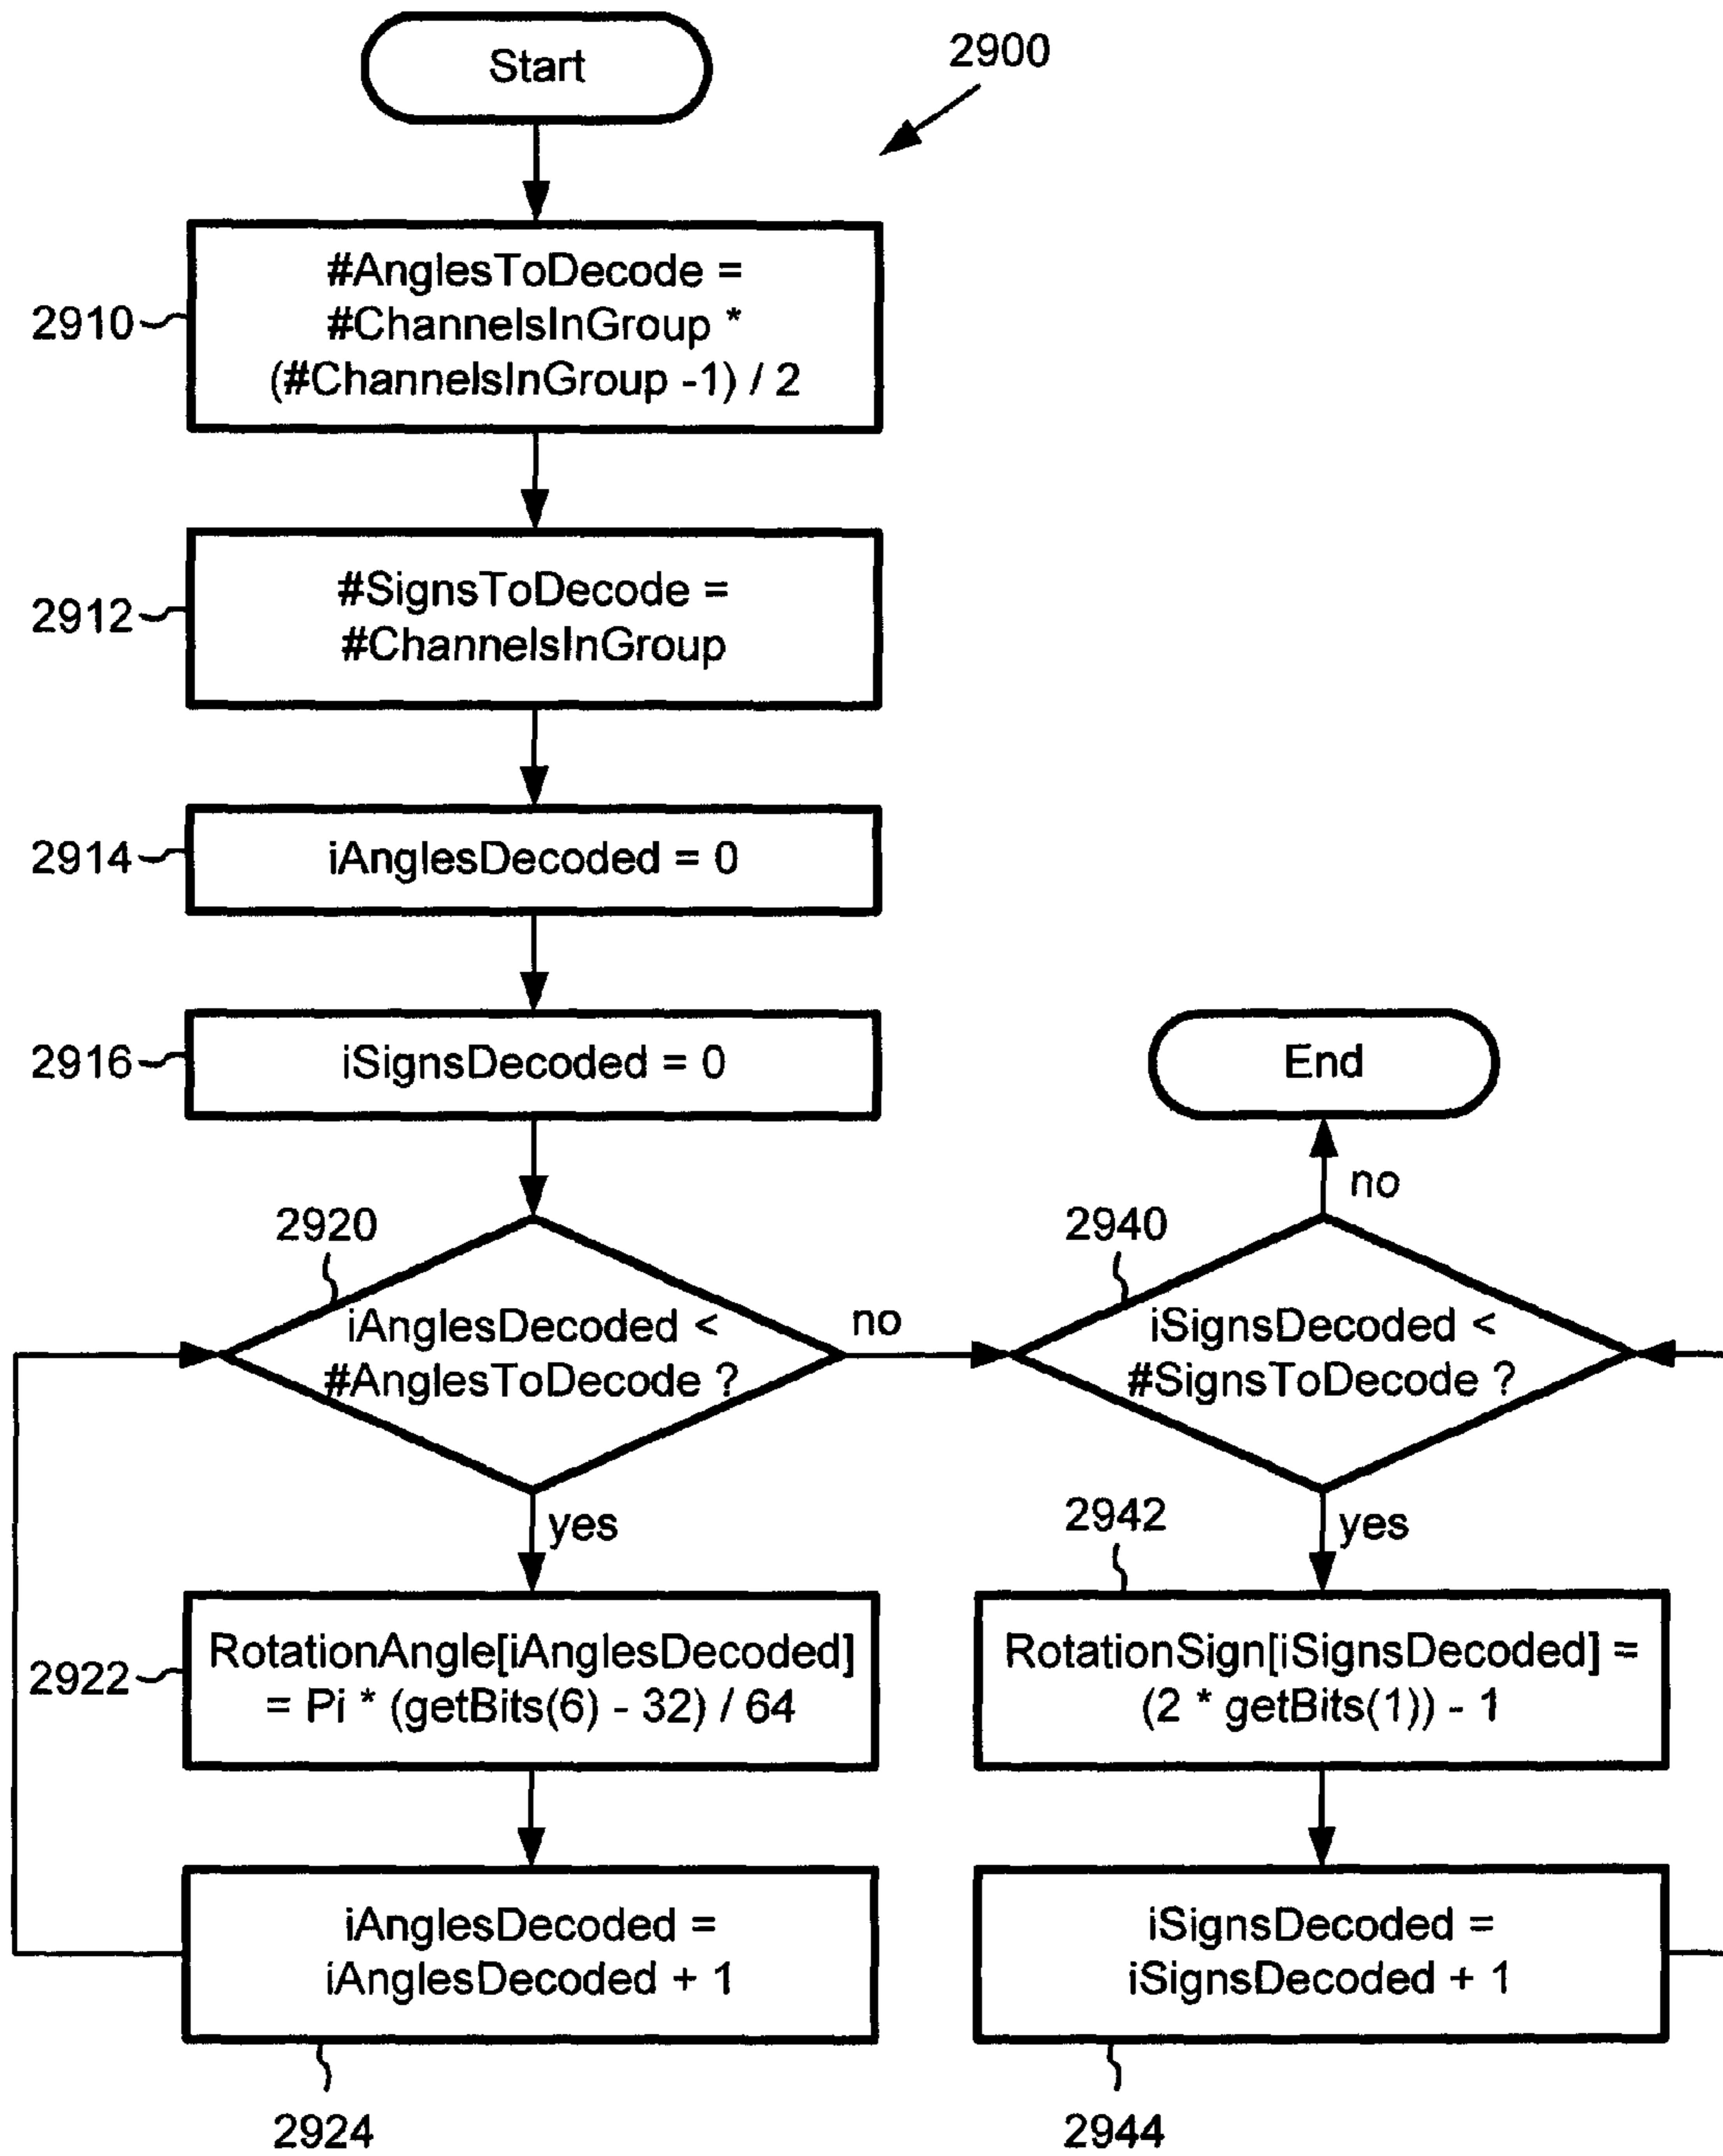 Start
2900
2910
#AnglesToDecode =
#ChannelsInGroup *
(#ChannelsInGroup -1) / 2
2912
#SignsToDecode =
#ChannelsInGroup
2914
iAnglesDecoded = 0
2916
iSignsDecoded = 0
End
no
2920
iAnglesDecoded <
#AnglesToDecode ?
no
2940
iSignsDecoded <
#SignsToDecode ?
yes
2922
RotationAngle[iAnglesDecoded]
= Pi * (getBits(6) - 32) / 64
2942
yes
RotationSign[iSignsDecoded] =
(2 * getBits(1)) - 1
iAnglesDecoded =
iAnglesDecoded + 1
2924
iSignsDecoded =
iSignsDecoded + 1
2944